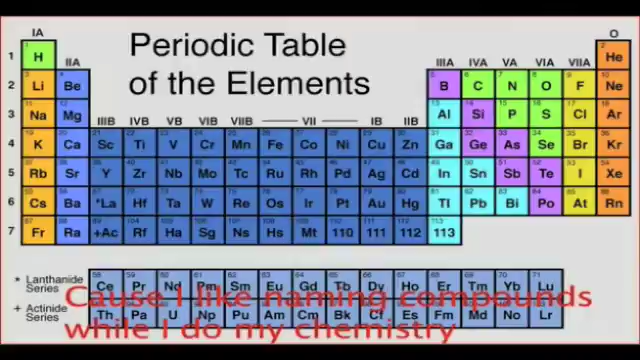 IA O
Periodic Table
of the Elements
1 H IIA IIIA IVA VA VIA VIIA He
2 Li Be B C N O F Ne
3 Na Mg IIIB IVB VB VIB VIIB VII IB IIB Al Si P S Cl Ar
4 K Ca Sc Ti V Cr Mn Fe Co Ni Cu Zn Ga Ge As Se Br Kr
5 Rb Sr Y Zr Nb Mo Tc Ru Rh Pd Ag Cd In Sn Sb Te I Xe
6 Cs Ba *La Hf Ta W Re Os Ir Pt Au Hg Tl Pb Bi Po At Rn
7 Fr Ra +Ac Rf Ha Sg Ns Hs Mt 110 111 112 113
* Lanthanide Series Ce Pr Nd Pm Sm Eu Gd Tb Dy Ho Er Tm Yb Lu
+ Actinide Series Th Pa U Np Pu Am Cm Bk Cf Es Fm Md No Lr
Cause I like naming compounds
while I do my chemistry